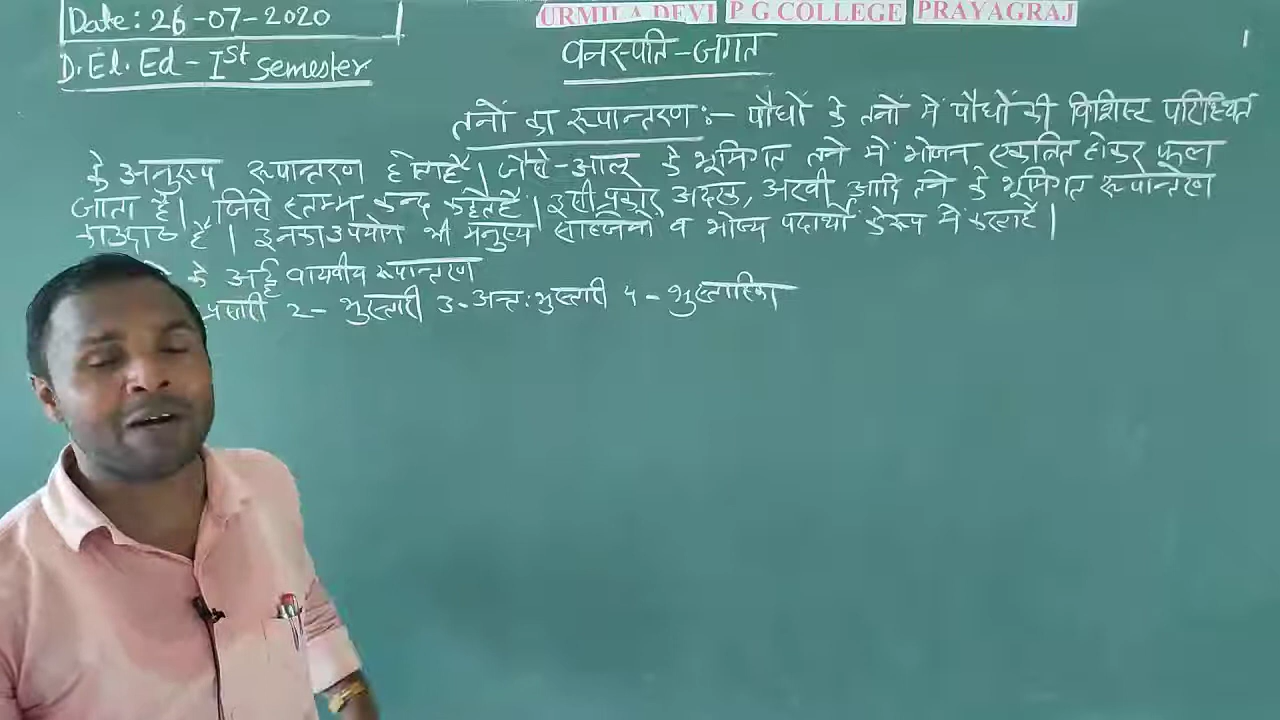 Date: 26-07-2020
URMILA DEVI P G COLLEGE PRAYAGRAJ
D.El.Ed - Ist semester
वनस्पति-जगत
1
तनों का रूपान्तरण :- पौधों के तनों में पौधों की विशिस्ट परिस्थिति
के अनुरूप रूपान्तरण होताहै। जैसे-आलू के भूमिगत तने में भोजन एकत्रित होकर फूल
जाता है। जिसे स्तम्भ कन्द कहतेहैं। इसी प्रकार अदरक, अरबी आदि तने के भूमिगत रूपान्तरण
का उदा० हैं। इनका उपयोग भी मनुष्य सब्जियों व भोज्य पदार्थों के रूप में करताहै।
के अर्द्ध वायवीय रूपान्तरण
2- भुस्तारी 3-अन्तःभुस्तारी 4-भुस्तारिका